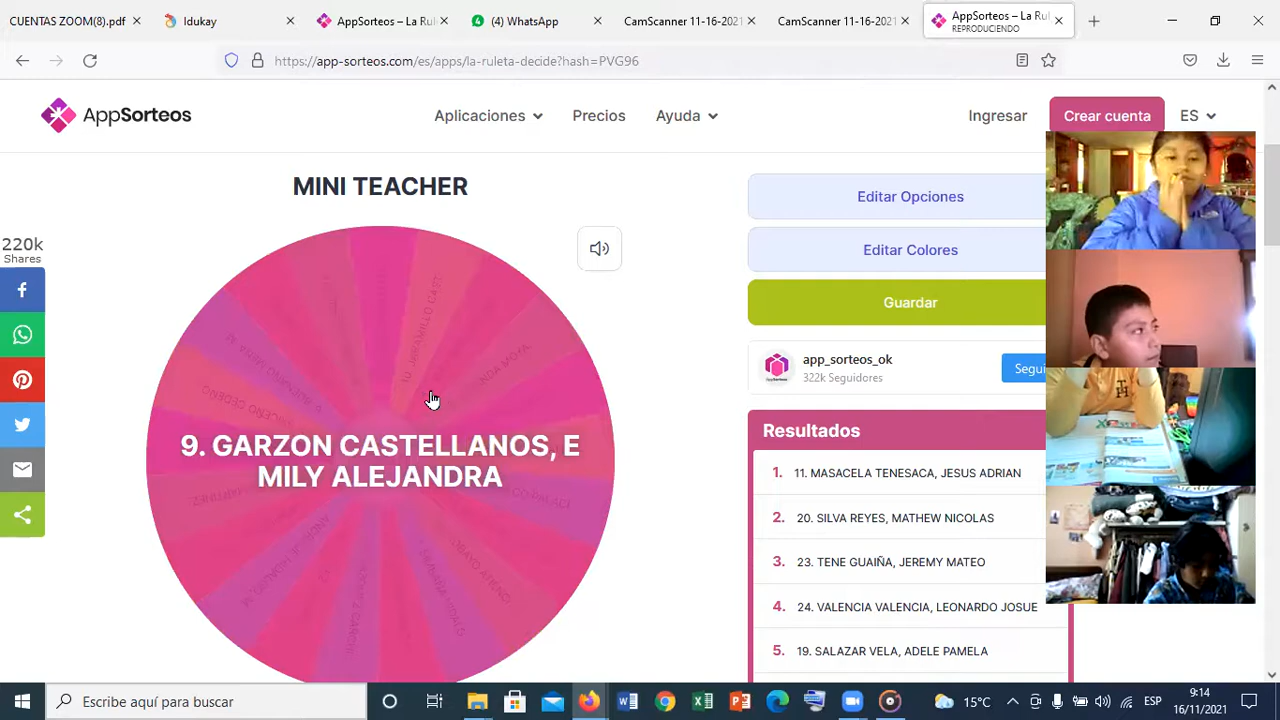 CUENTAS ZOOM(8).pdf
Idukay
AppSorteos – La Rul
(4) WhatsApp
CamScanner 11-16-2021
CamScanner 11-16-2021
AppSorteos – La Rul
REPRODUCIENDO
https://app-sorteos.com/es/apps/la-ruleta-decide?hash=PVG96
AppSorteos
Aplicaciones
Precios
Ayuda
Ingresar
Crear cuenta
ES
MINI TEACHER
220k
Shares
9. GARZON CASTELLANOS, E
MILY ALEJANDRA
Editar Opciones
Editar Colores
Guardar
app_sorteos_ok
322k Seguidores
Segui
Resultados
1. 11. MASACELA TENESACA, JESUS ADRIAN
2. 20. SILVA REYES, MATHEW NICOLAS
3. 23. TENE GUAIÑA, JEREMY MATEO
4. 24. VALENCIA VALENCIA, LEONARDO JOSUE
5. 19. SALAZAR VELA, ADELE PAMELA
Escribe aquí para buscar
15°C
ESP
9:14
16/11/2021